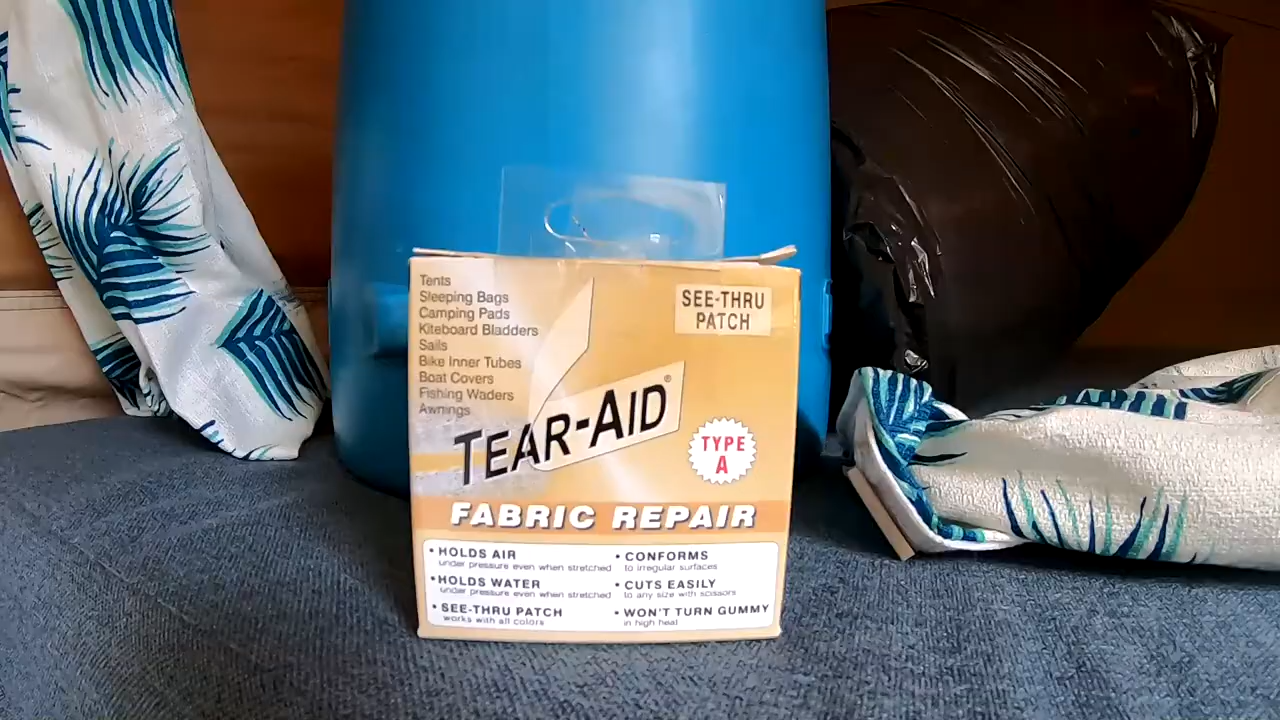 Tents
Sleeping Bags
Camping Pads
Kiteboard Bladders
Sails
Bike Inner Tubes
Boat Covers
Fishing Waders
Awnings
SEE-THRU
PATCH
TEAR-AID®
TYPE
A
FABRIC REPAIR
• HOLDS AIR
under pressure even when stretched
• HOLDS WATER
under pressure even when stretched
• SEE-THRU PATCH
works with all colors
• CONFORMS
to irregular surfaces
• CUTS EASILY
to any size with scissors
• WON'T TURN GUMMY
in high heat